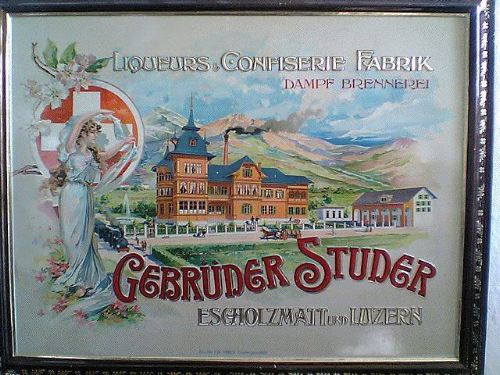 LIQUEURS & CONFISERIE FABRIK
DAMPF BRENNEREI
GEBRÜDER STUDER
ESCHOLZMATT UND LUZERN